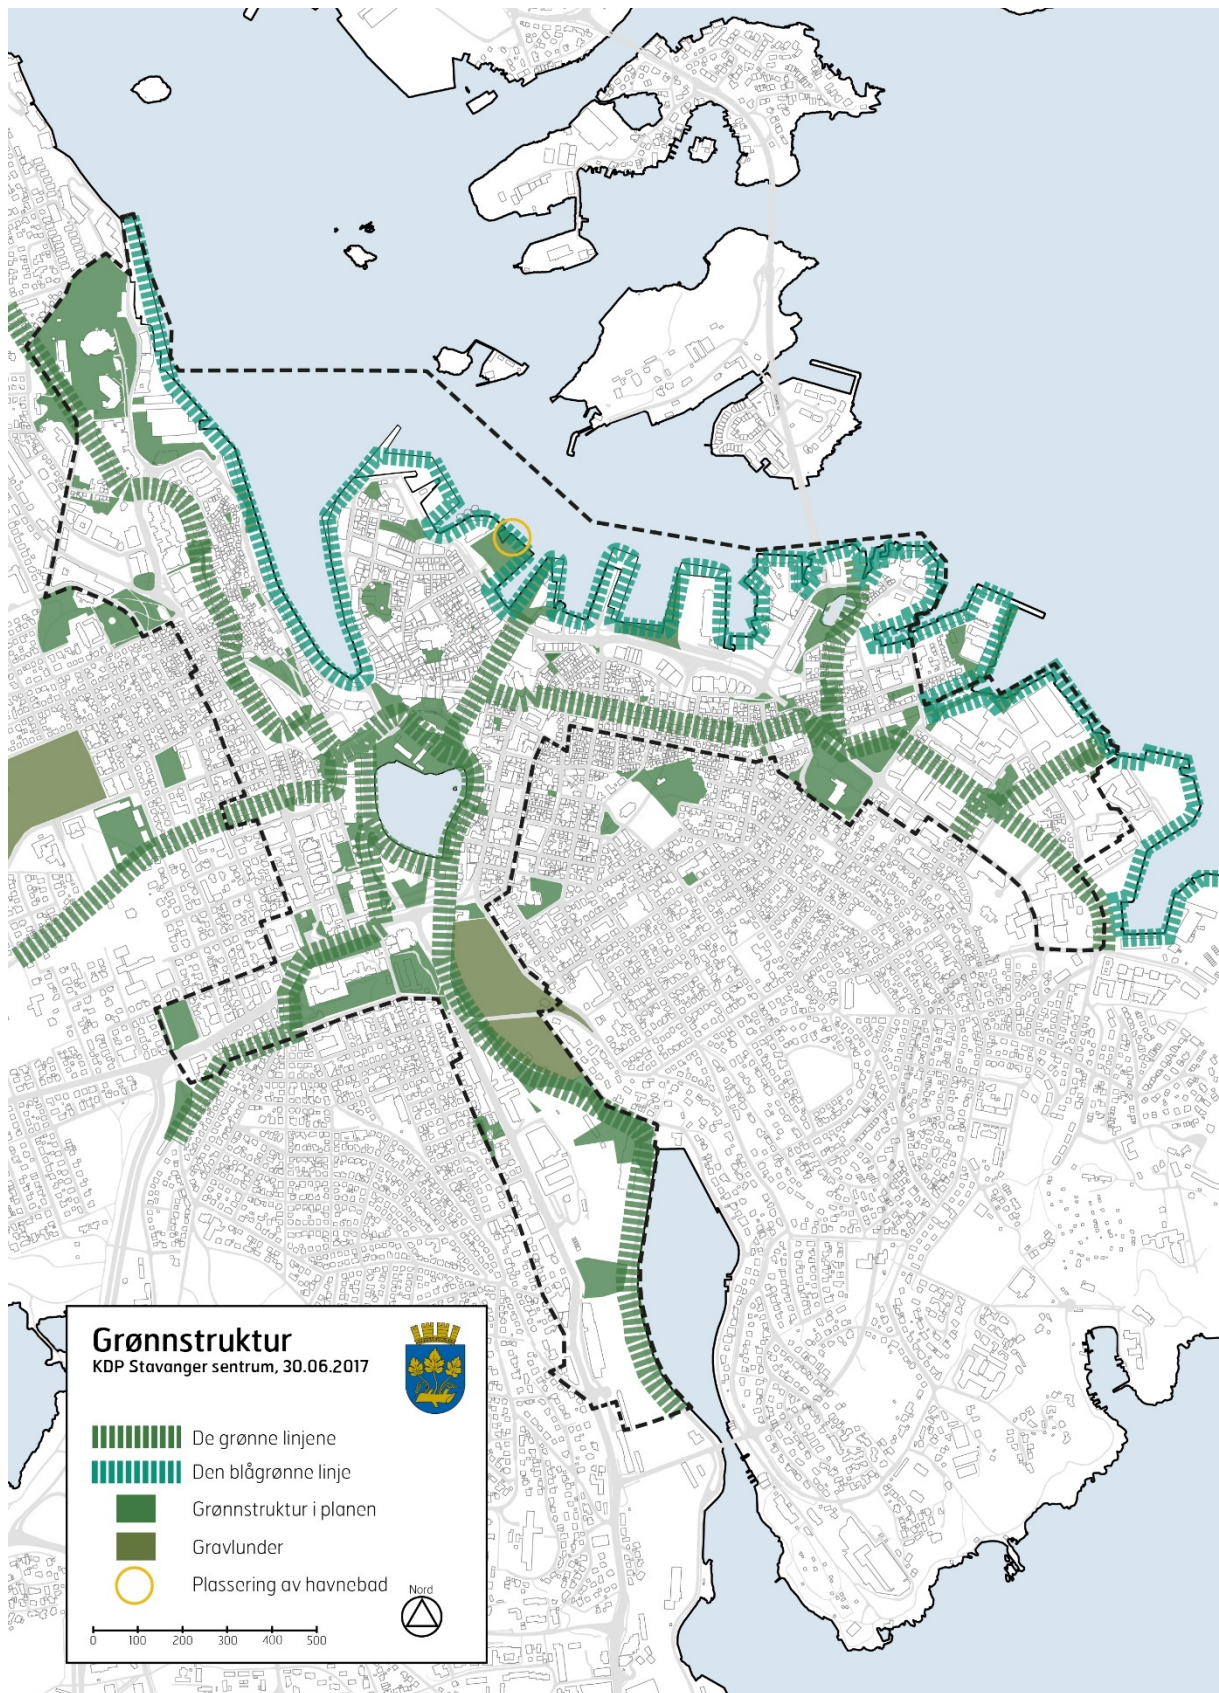 Grønnstruktur
KDP Stavanger sentrum, 30.06.2017
De grønne linjene
Den blågrønne linje
Grønnstruktur i planen
Gravlunder
Plassering av havnebad
Nord
0 100 200 300 400 500